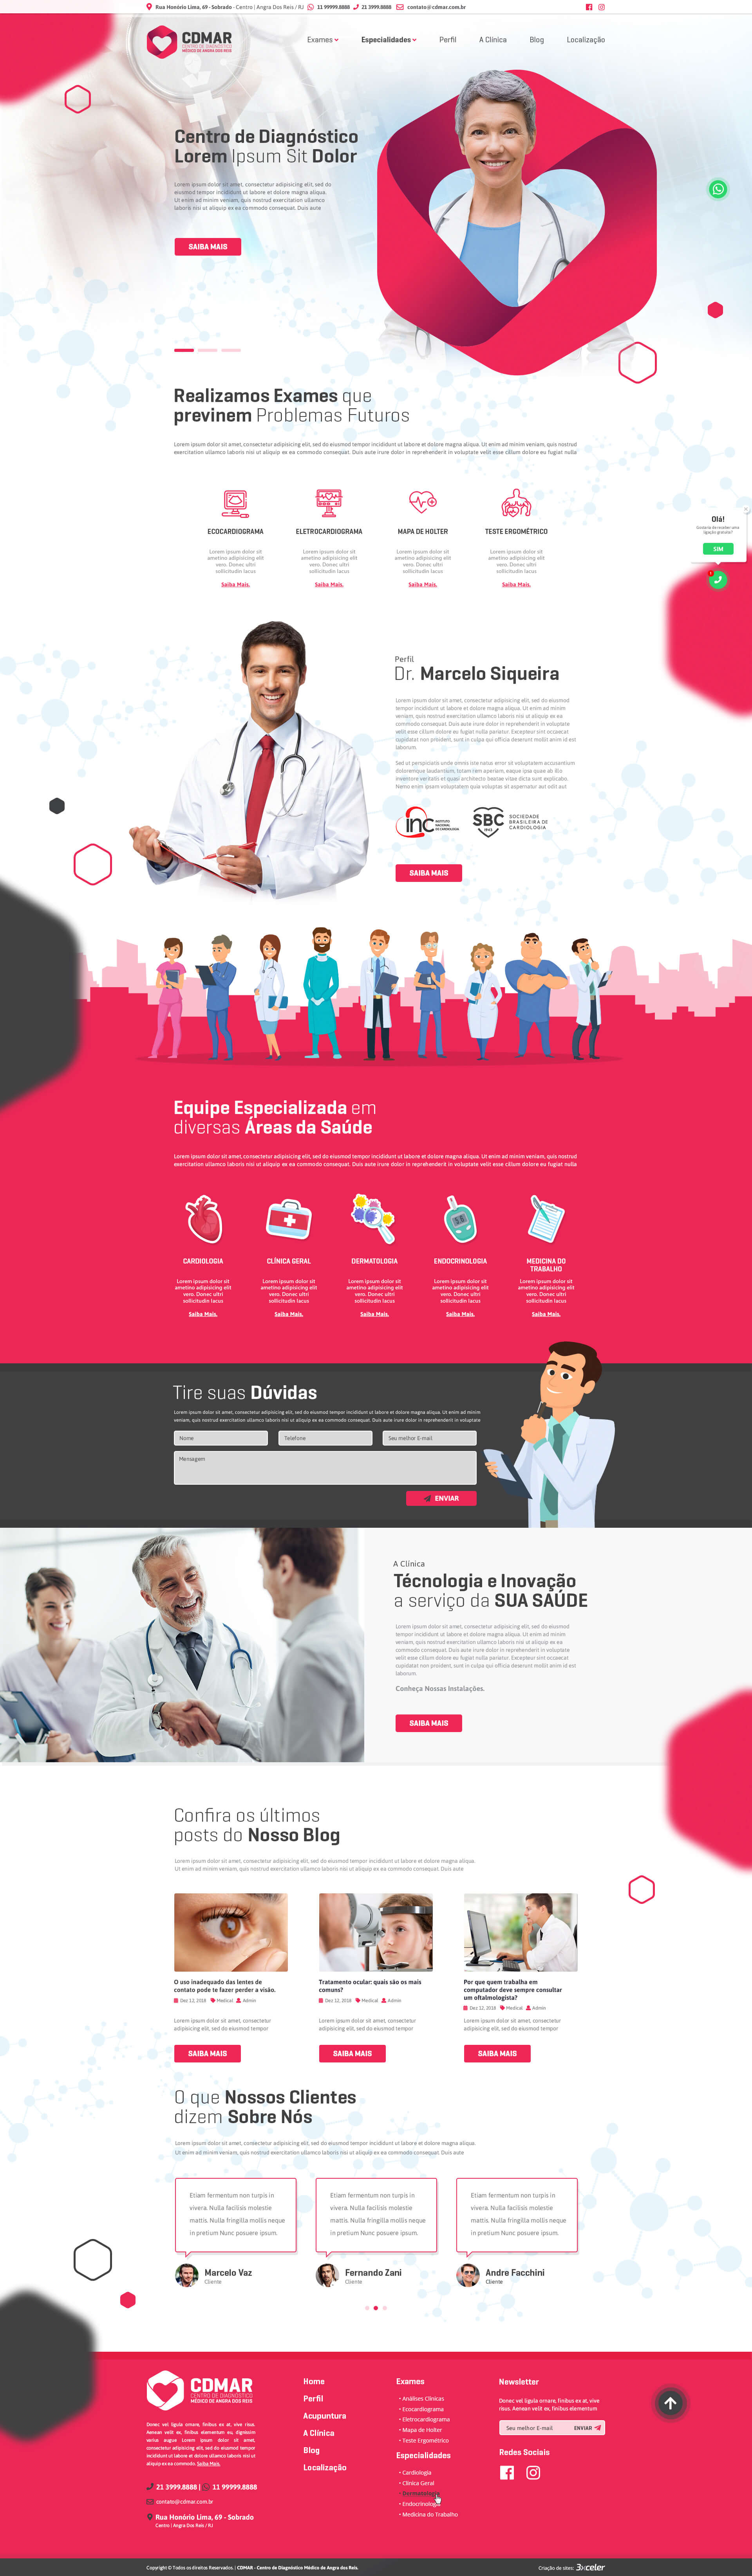 Rua Honório Lima, 69 - Sobrado - Centro | Angra Dos Reis / RJ 11 99999.8888 21 3999.8888 contato@cdmar.com.br
CDMAR
CENTRO DE DIAGNÓSTICO
MÉDICO DE ANGRA DOS REIS
Exames Especialidades Perfil A Clínica Blog Localização
Centro de Diagnóstico
Lorem Ipsum Sit Dolor
Lorem ipsum dolor sit amet, consectetur adipisicing elit, sed do
eiusmod tempor incididunt ut labore et dolore magna aliqua.
Ut enim ad minim veniam, quis nostrud exercitation ullamco
laboris nisi ut aliquip ex ea commodo consequat. Duis aute
SAIBA MAIS
Realizamos Exames que
previnem Problemas Futuros
Lorem ipsum dolor sit amet, consectetur adipisicing elit, sed do eiusmod tempor incididunt ut labore et dolore magna aliqua. Ut enim ad minim veniam, quis nostrud
exercitation ullamco laboris nisi ut aliquip ex ea commodo consequat. Duis aute irure dolor in reprehenderit in voluptate velit esse cillum dolore eu fugiat nulla
ECOCARDIOGRAMA
Lorem ipsum dolor sit
ametino adipisicing elit
vero. Donec ultri
sollicitudin lacus
Saiba Mais.
ELETROCARDIOGRAMA
Lorem ipsum dolor sit
ametino adipisicing elit
vero. Donec ultri
sollicitudin lacus
Saiba Mais.
MAPA DE HOLTER
Lorem ipsum dolor sit
ametino adipisicing elit
vero. Donec ultri
sollicitudin lacus
Saiba Mais.
TESTE ERGOMÉTRICO
Lorem ipsum dolor sit
ametino adipisicing elit
vero. Donec ultri
sollicitudin lacus
Saiba Mais.
Olá!
Gostaria de receber uma
ligação gratuita?
SIM
Perfil
Dr. Marcelo Siqueira
Lorem ipsum dolor sit amet, consectetur adipisicing elit, sed do eiusmod
tempor incididunt ut labore et dolore magna aliqua. Ut enim ad minim
veniam, quis nostrud exercitation ullamco laboris nisi ut aliquip ex ea
commodo consequat. Duis aute irure dolor in reprehenderit in voluptate
velit esse cillum dolore eu fugiat nulla pariatur. Excepteur sint occaecat
cupidatat non proident, sunt in culpa qui officia deserunt mollit anim id est
laborum.
Sed ut perspiciatis unde omnis iste natus error sit voluptatem accusantium
doloremque laudantium, totam rem aperiam, eaque ipsa quae ab illo
inventore veritatis et quasi architecto beatae vitae dicta sunt explicabo.
Nemo enim ipsam voluptatem quia voluptas sit aspernatur aut odit aut
inc INSTITUTO
NACIONAL
DE CARDIOLOGIA
SBC
SOCIEDADE
BRASILEIRA DE
CARDIOLOGIA
SAIBA MAIS
Equipe Especializada em
diversas Áreas da Saúde
Lorem ipsum dolor sit amet, consectetur adipisicing elit, sed do eiusmod tempor incididunt ut labore et dolore magna aliqua. Ut enim ad minim veniam, quis nostrud
exercitation ullamco laboris nisi ut aliquip ex ea commodo consequat. Duis aute irure dolor in reprehenderit in voluptate velit esse cillum dolore eu fugiat nulla
CARDIOLOGIA
Lorem ipsum dolor sit
ametino adipisicing elit
vero. Donec ultri
sollicitudin lacus
Saiba Mais.
CLÍNICA GERAL
Lorem ipsum dolor sit
ametino adipisicing elit
vero. Donec ultri
sollicitudin lacus
Saiba Mais.
DERMATOLOGIA
Lorem ipsum dolor sit
ametino adipisicing elit
vero. Donec ultri
sollicitudin lacus
Saiba Mais.
ENDOCRINOLOGIA
Lorem ipsum dolor sit
ametino adipisicing elit
vero. Donec ultri
sollicitudin lacus
Saiba Mais.
MEDICINA DO
TRABALHO
Lorem ipsum dolor sit
ametino adipisicing elit
vero. Donec ultri
sollicitudin lacus
Saiba Mais.
Tire suas Dúvidas
Lorem ipsum dolor sit amet, consectetur adipisicing elit, sed do eiusmod tempor incididunt ut labore et dolore magna aliqua. Ut enim ad minim
veniam, quis nostrud exercitation ullamco laboris nisi ut aliquip ex ea commodo consequat. Duis aute irure dolor in reprehenderit in voluptate
Nome Telefone Seu melhor E-mail
Mensagem
ENVIAR
A Clínica
Técnologia e Inovação
a serviço da SUA SAÚDE
Lorem ipsum dolor sit amet, consectetur adipisicing elit, sed do eiusmod
tempor incididunt ut labore et dolore magna aliqua. Ut enim ad minim
veniam, quis nostrud exercitation ullamco laboris nisi ut aliquip ex ea
commodo consequat. Duis aute irure dolor in reprehenderit in voluptate
velit esse cillum dolore eu fugiat nulla pariatur. Excepteur sint occaecat
cupidatat non proident, sunt in culpa qui officia deserunt mollit anim id est
laborum.
Conheça Nossas Instalações.
SAIBA MAIS
Confira os últimos
posts do Nosso Blog
Lorem ipsum dolor sit amet, consectetur adipisicing elit, sed do eiusmod tempor incididunt ut labore et dolore magna aliqua.
Ut enim ad minim veniam, quis nostrud exercitation ullamco laboris nisi ut aliquip ex ea commodo consequat. Duis aute
O uso inadequado das lentes de
contato pode te fazer perder a visão.
Dez 12, 2018 Medical Admin
Lorem ipsum dolor sit amet, consectetur
adipisicing elit, sed do eiusmod tempor
SAIBA MAIS
Tratamento ocular: quais são os mais
comuns?
Dez 12, 2018 Medical Admin
Lorem ipsum dolor sit amet, consectetur
adipisicing elit, sed do eiusmod tempor
SAIBA MAIS
Por que quem trabalha em
computador deve sempre consultar
um oftalmologista?
Dez 12, 2018 Medical Admin
Lorem ipsum dolor sit amet, consectetur
adipisicing elit, sed do eiusmod tempor
SAIBA MAIS
O que Nossos Clientes
dizem Sobre Nós
Lorem ipsum dolor sit amet, consectetur adipisicing elit, sed do eiusmod tempor incididunt ut labore et dolore magna aliqua.
Ut enim ad minim veniam, quis nostrud exercitation ullamco laboris nisi ut aliquip ex ea commodo consequat. Duis aute
Etiam fermentum non turpis in
vivera. Nulla facilisis molestie
mattis. Nulla fringilla mollis neque
in pretium Nunc posuere ipsum.
Marcelo Vaz
Cliente
Etiam fermentum non turpis in
vivera. Nulla facilisis molestie
mattis. Nulla fringilla mollis neque
in pretium Nunc posuere ipsum.
Fernando Zani
Cliente
Etiam fermentum non turpis in
vivera. Nulla facilisis molestie
mattis. Nulla fringilla mollis neque
in pretium Nunc posuere ipsum.
Andre Facchini
Cliente
CDMAR
CENTRO DE DIAGNÓSTICO
MÉDICO DE ANGRA DOS REIS
Donec vel ligula ornare, finibus ex at, vive risus.
Aenean velit ex, finibus elementum eu, dignissim
varius augue Lorem ipsum dolor sit amet,
consectetur adipisicing elit, sed do eiusmod tempor
incididunt ut labore et dolore laboris nisi ut
aliquip ex ea commodo. Saiba Mais.
21 3999.8888 | 11 99999.8888
contato@cdmar.com.br
Rua Honório Lima, 69 - Sobrado
Centro | Angra Dos Reis / RJ
Home
Perfil
Acupuntura
A Clínica
Blog
Localização
Exames
• Análises Clínicas
• Ecocardiograma
• Eletrocardiograma
• Mapa de Holter
• Teste Ergométrico
Especialidades
• Cardiologia
• Clínica Geral
• Dermatologia
• Endocrinologia
• Medicina do Trabalho
Newsletter
Donec vel ligula ornare, finibus ex at, vive
risus. Aenean velit ex, finibus elementum
Seu melhor E-mail ENVIAR
Redes Sociais
Copyright © Todos os direitos Reservados. | CDMAR - Centro de Diagnóstico Médico de Angra dos Reis.
Criação de sites: 3xceler